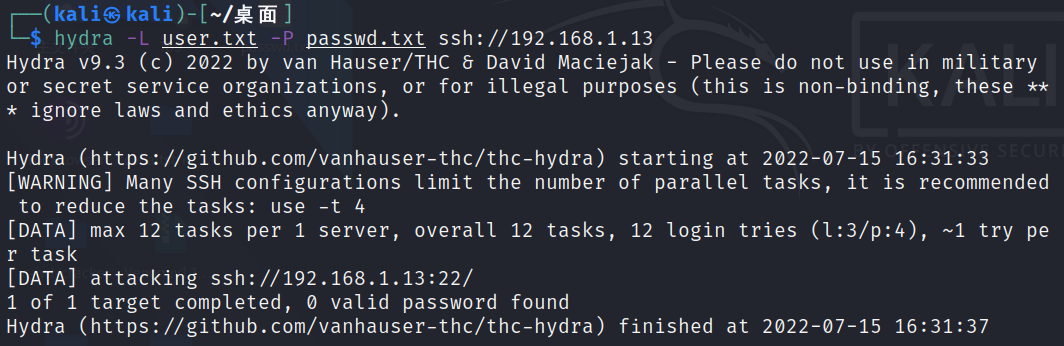 ┌──(kali㉿kali)-[~/桌面]
└─$ hydra -L user.txt -P passwd.txt ssh://192.168.1.13
Hydra v9.3 (c) 2022 by van Hauser/THC & David Maciejak - Please do not use in military
or secret service organizations, or for illegal purposes (this is non-binding, these **
* ignore laws and ethics anyway).
Hydra (https://github.com/vanhauser-thc/thc-hydra) starting at 2022-07-15 16:31:33
[WARNING] Many SSH configurations limit the number of parallel tasks, it is recommended
to reduce the tasks: use -t 4
[DATA] max 12 tasks per 1 server, overall 12 tasks, 12 login tries (l:3/p:4), ~1 try pe
r task
[DATA] attacking ssh://192.168.1.13:22/
1 of 1 target completed, 0 valid password found
Hydra (https://github.com/vanhauser-thc/thc-hydra) finished at 2022-07-15 16:31:37
KALI
BY OFFENSIVE SECUR